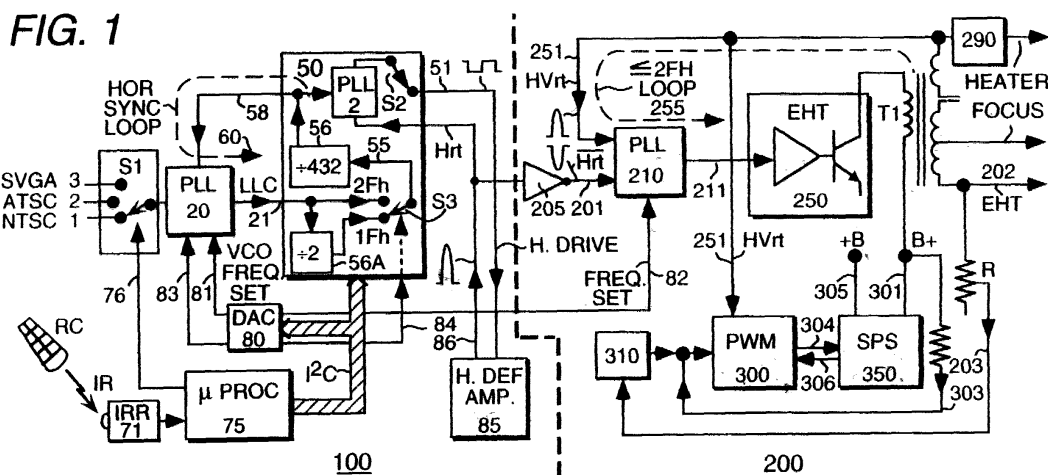 FIG. 1
HOR
SYNC
LOOP
58
60
50
PLL
2
S2
51
56
÷432
55
Hrt
S1
SVGA 3
ATSC 2
NTSC 1
PLL
20
LLC
21
2Fh
S3
1Fh
÷2
56A
VCO
FREQ.
SET
76
83
81
DAC
80
84
86
H. DRIVE
RC
IR
IRR
71
μ PROC
75
I²C
H. DEF
AMP.
85
100
251
HVrt
≤2FH
LOOP
255
Hrt
205
201
PLL
210
211
EHT
250
T1
290
HEATER
FOCUS
202
EHT
251
HVrt
FREQ.
SET
82
+B
B+
305
301
R
310
PWM
300
304
306
SPS
350
203
303
200